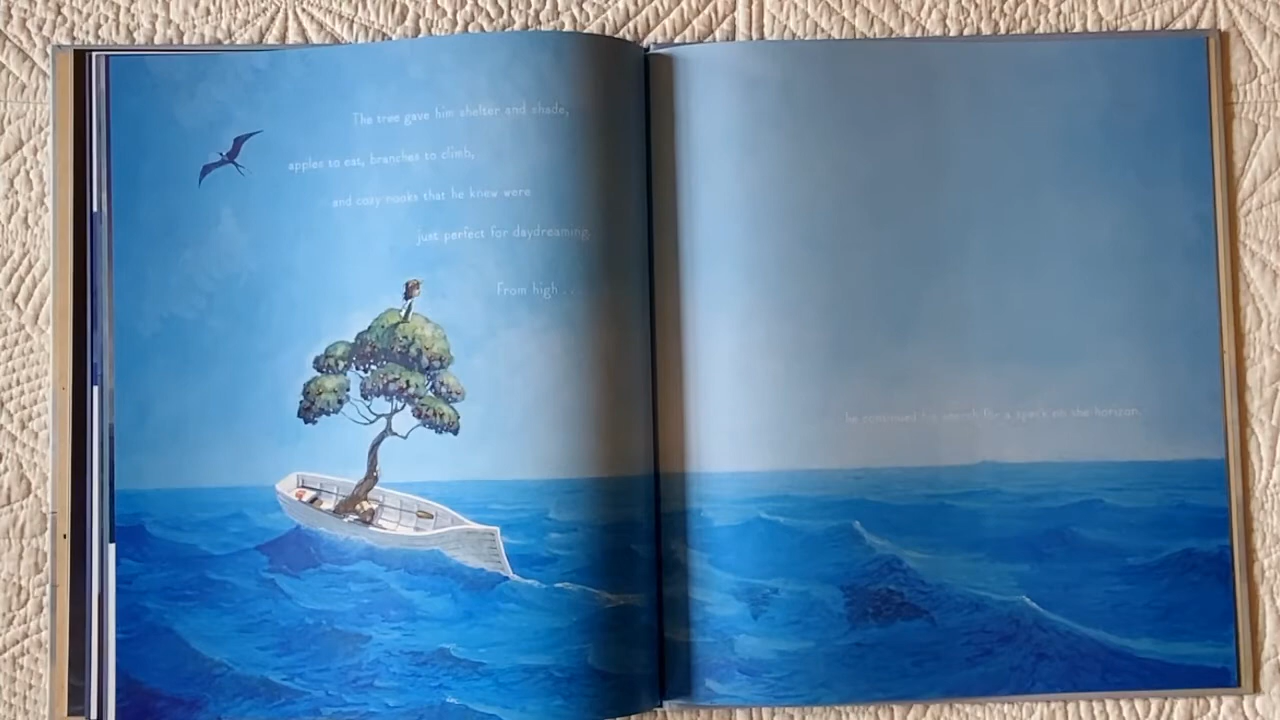 The tree gave him shelter and shade,
apples to eat, branches to climb,
and cozy nooks that he knew were
just perfect for daydreaming.
From high . . .
he continued his search for a speck on the horizon.